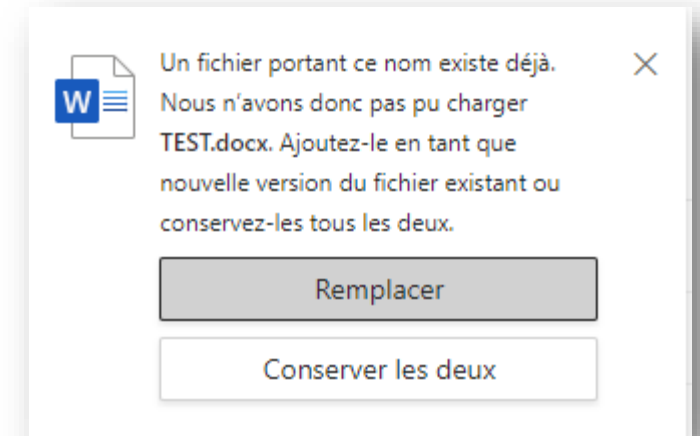 Un fichier portant ce nom existe déjà.
Nous n'avons donc pas pu charger
TEST.docx. Ajoutez-le en tant que
nouvelle version du fichier existant ou
conservez-les tous les deux.
W
Remplacer
Conserver les deux